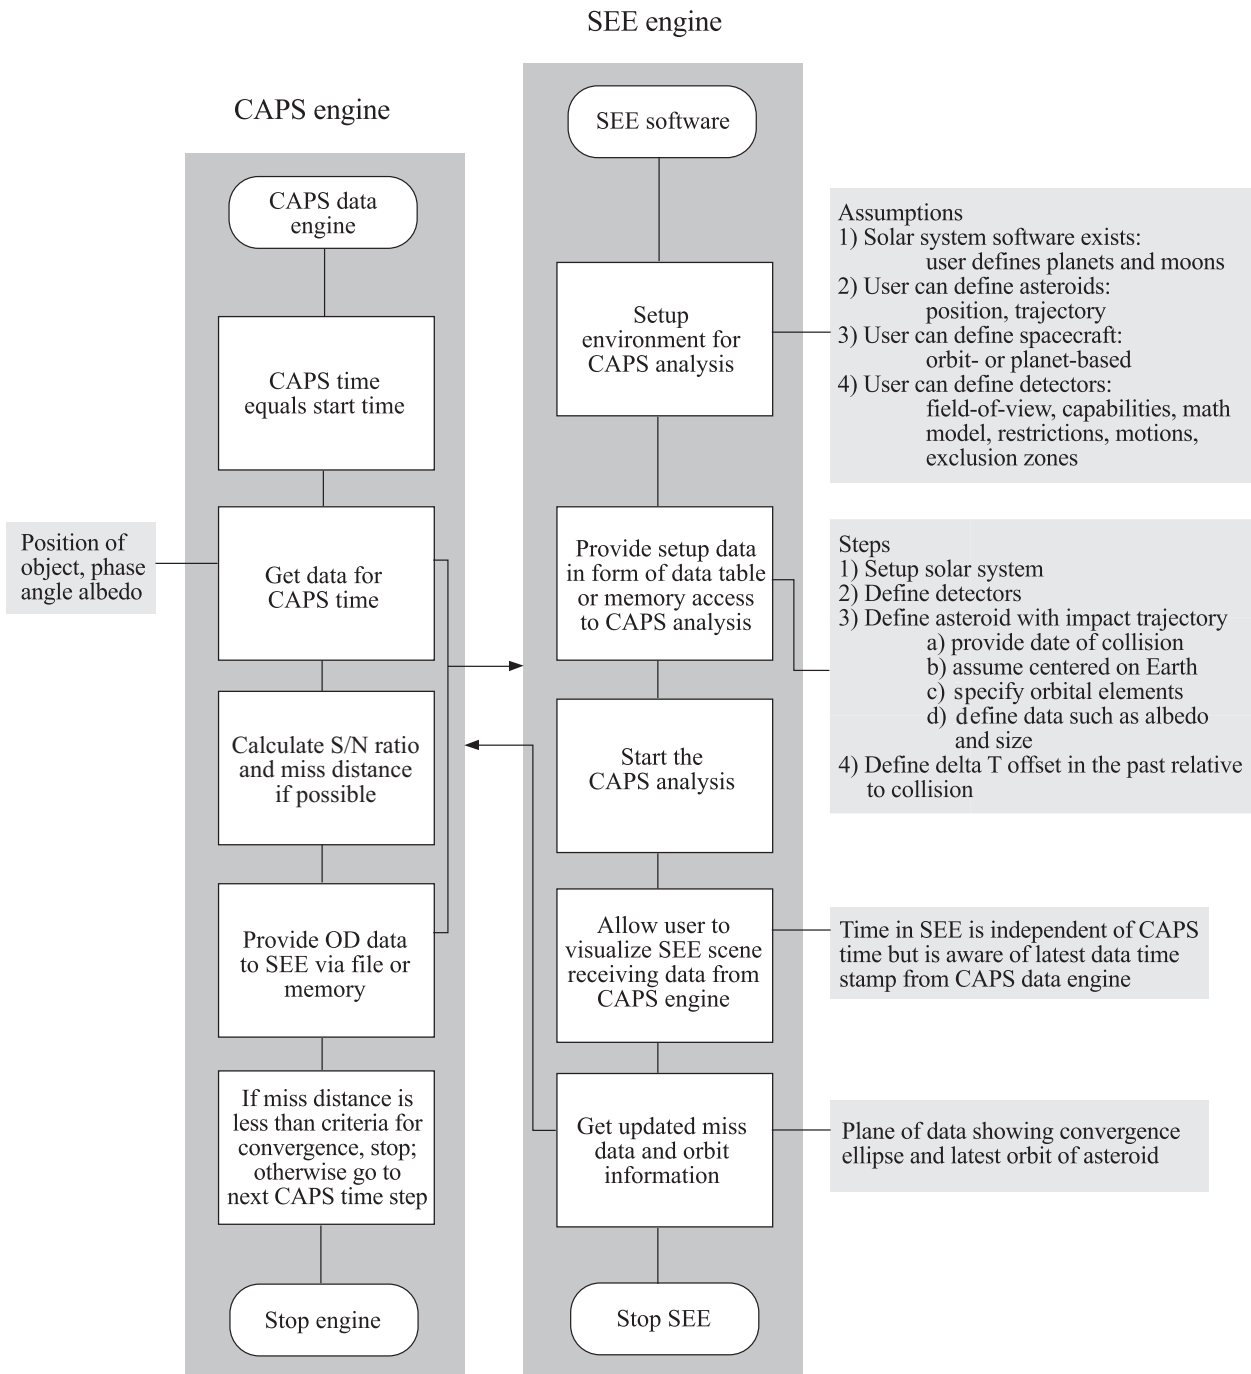 SEE engine
CAPS engine
CAPS data
engine
CAPS time
equals start time
Position of
object, phase
angle albedo
Get data for
CAPS time
Calculate S/N ratio
and miss distance
if possible
Provide OD data
to SEE via file or
memory
If miss distance is
less than criteria for
convergence, stop;
otherwise go to
next CAPS time step
Stop engine
SEE software
Setup
environment for
CAPS analysis
Assumptions
1) Solar system software exists:
user defines planets and moons
2) User can define asteroids:
position, trajectory
3) User can define spacecraft:
orbit- or planet-based
4) User can define detectors:
field-of-view, capabilities, math
model, restrictions, motions,
exclusion zones
Provide setup data
in form of data table
or memory access
to CAPS analysis
Steps
1) Setup solar system
2) Define detectors
3) Define asteroid with impact trajectory
a) provide date of collision
b) assume centered on Earth
c) specify orbital elements
d) define data such as albedo
and size
4) Define delta T offset in the past relative
to collision
Start the
CAPS analysis
Allow user to
visualize SEE scene
receiving data from
CAPS engine
Time in SEE is independent of CAPS
time but is aware of latest data time
stamp from CAPS data engine
Get updated miss
data and orbit
information
Plane of data showing convergence
ellipse and latest orbit of asteroid
Stop SEE